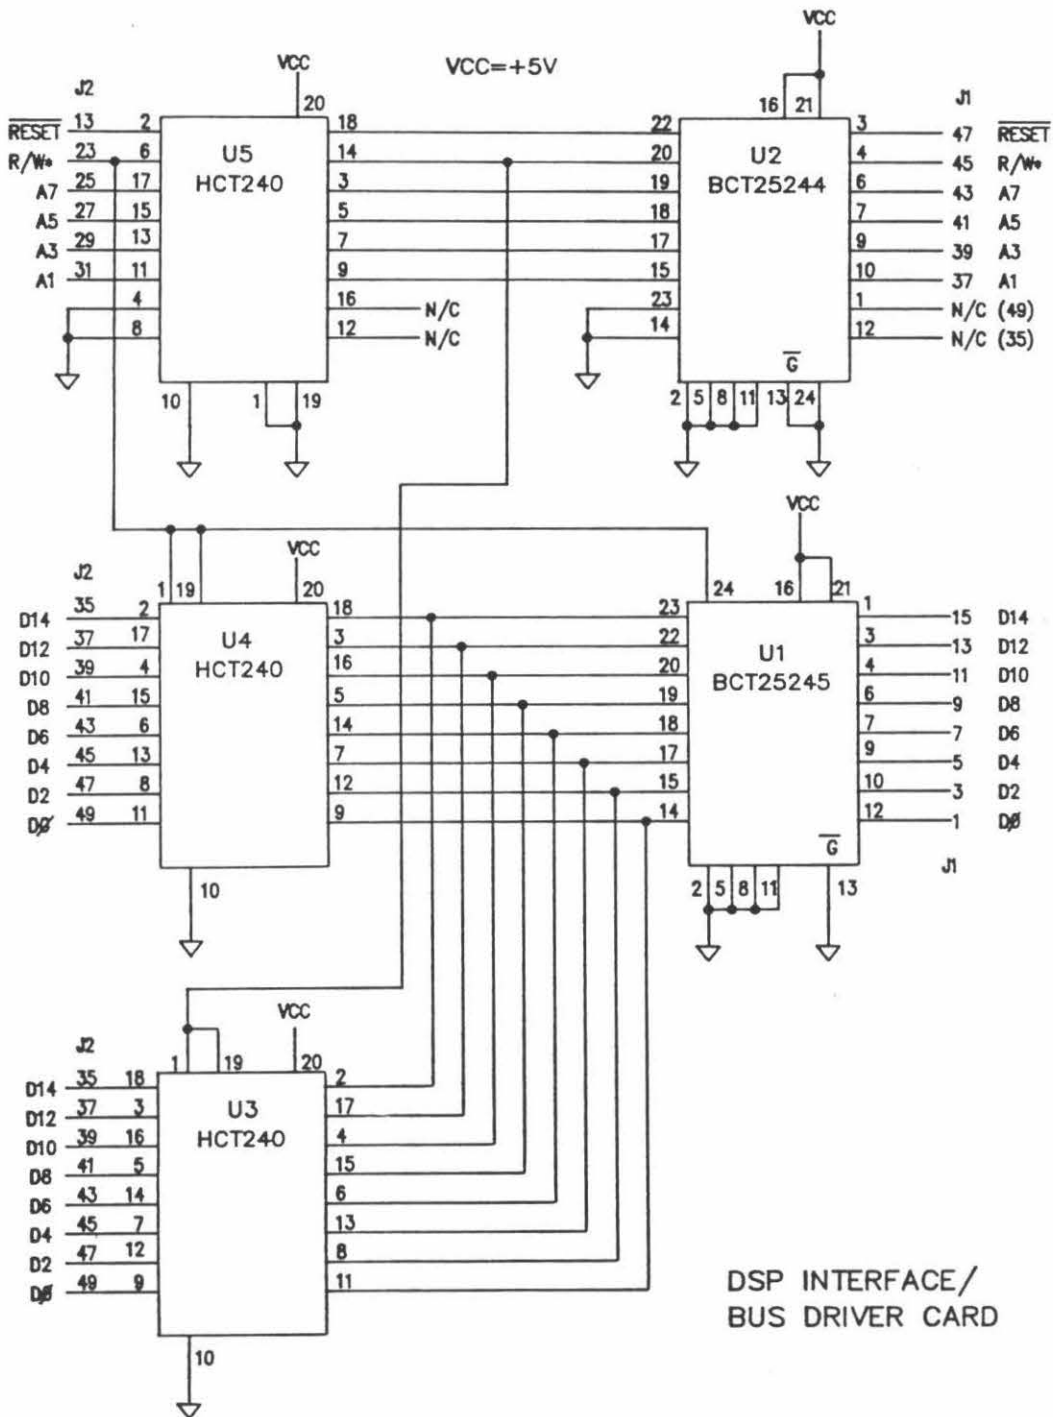 VCC
VCC VCC=+5V
J2 20 16 21 J1
RESET 13 2 18 22 3 47 RESET
R/W* 23 6 U5 14 20 U2 4 45 R/W*
A7 25 17 HCT240 3 19 BCT25244 6 43 A7
A5 27 15 5 18 7 41 A5
A3 29 13 7 17 9 39 A3
A1 31 11 9 15 10 37 A1
4 16 N/C 23 1 N/C (49)
8 12 N/C 14 12 N/C (35)
G
10 1 19 2 5 8 11 13 24
VCC
VCC
J2 1 19 20 24 16 21
D14 35 2 18 23 1 15 D14
D12 37 17 U4 3 22 U1 3 13 D12
D10 39 4 HCT240 16 20 BCT25245 4 11 D10
D8 41 15 5 19 6 9 D8
D6 43 6 14 18 7 7 D6
D4 45 13 7 17 9 5 D4
D2 47 8 12 15 10 3 D2
DØ 49 11 9 14 12 1 DØ
G
J1
10 2 5 8 11 13
VCC
J2 1 19 20
D14 35 18 2
D12 37 3 U3 17
D10 39 16 HCT240 4
D8 41 5 15
D6 43 14 6
D4 45 7 13
D2 47 12 8
DØ 49 9 11
10
DSP INTERFACE/
BUS DRIVER CARD